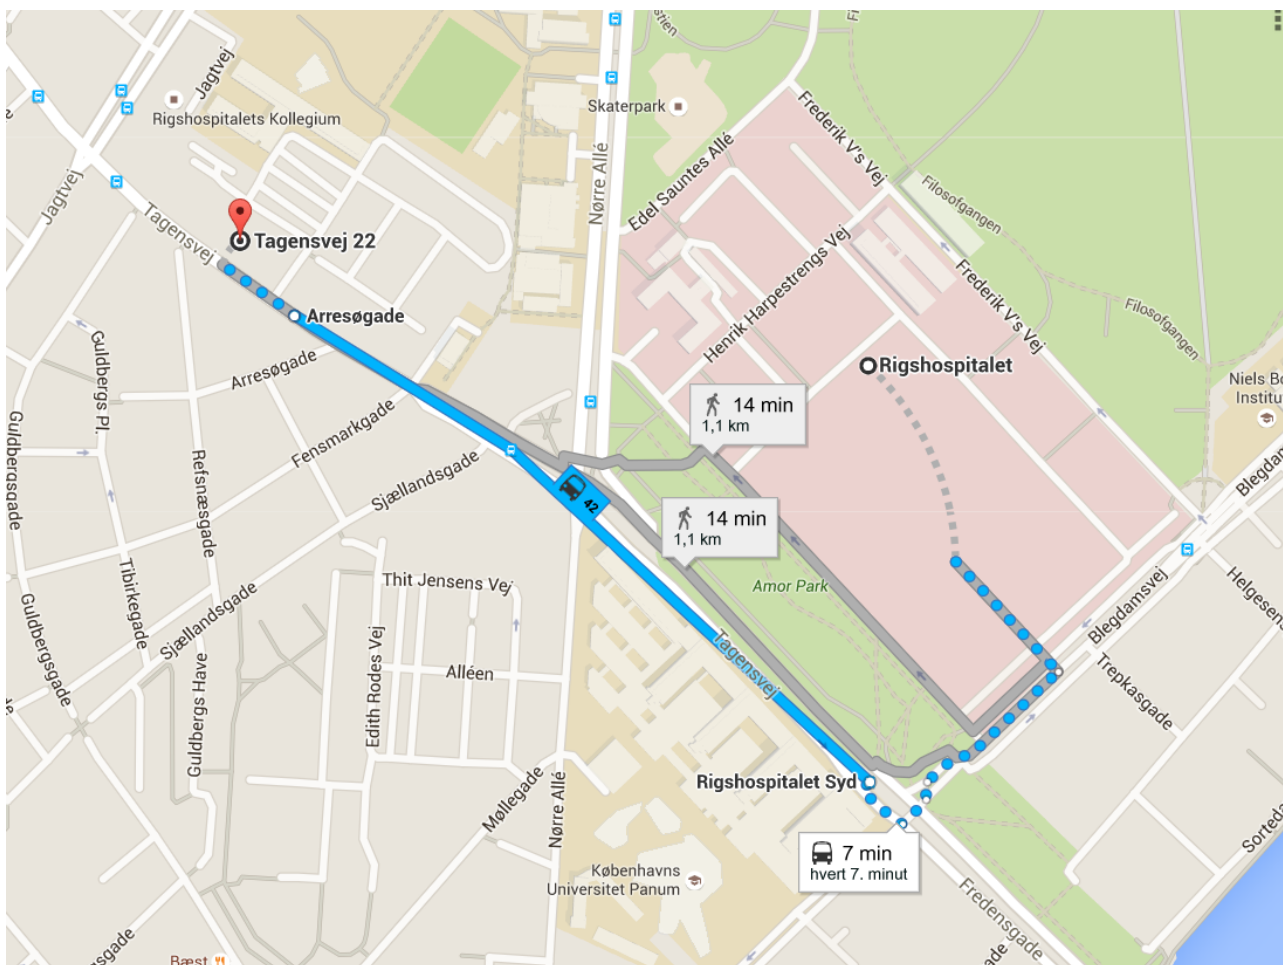 Jagtvej
Rigshospitalets Kollegium
Skaterpark
Frederik V's Vej
Edel Sauntes Allé
Nørre Allé
Filosofgangen
Jagtvej
Tagensvej
Tagensvej 22
Henrik Harpestrengs Vej
Frederik V's Vej
Filosofgangen
Arresøgade
Guldbergs Pl.
Arresøgade
Rigshospitalet
Niels Bo
Institu
14 min
1,1 km
Guldbergsgade
Refsnæsgade
Fensmarkgade
Sjællandsgade
42
14 min
1,1 km
Blegdamsvej
Tibirkegade
Thit Jensens Vej
Amor Park
Helgesens
Blegdamsvej
Guldbergsgade
Sjællandsgade
Edith Rodes Vej
Alléen
Tagensvej
Trepkasgade
Guldbergs Have
Rigshospitalet Syd
Møllegade
Nørre Allé
7 min
hvert 7. minut
Københavns
Universitet Panum
Fredensgade
Sorteda
Bæst